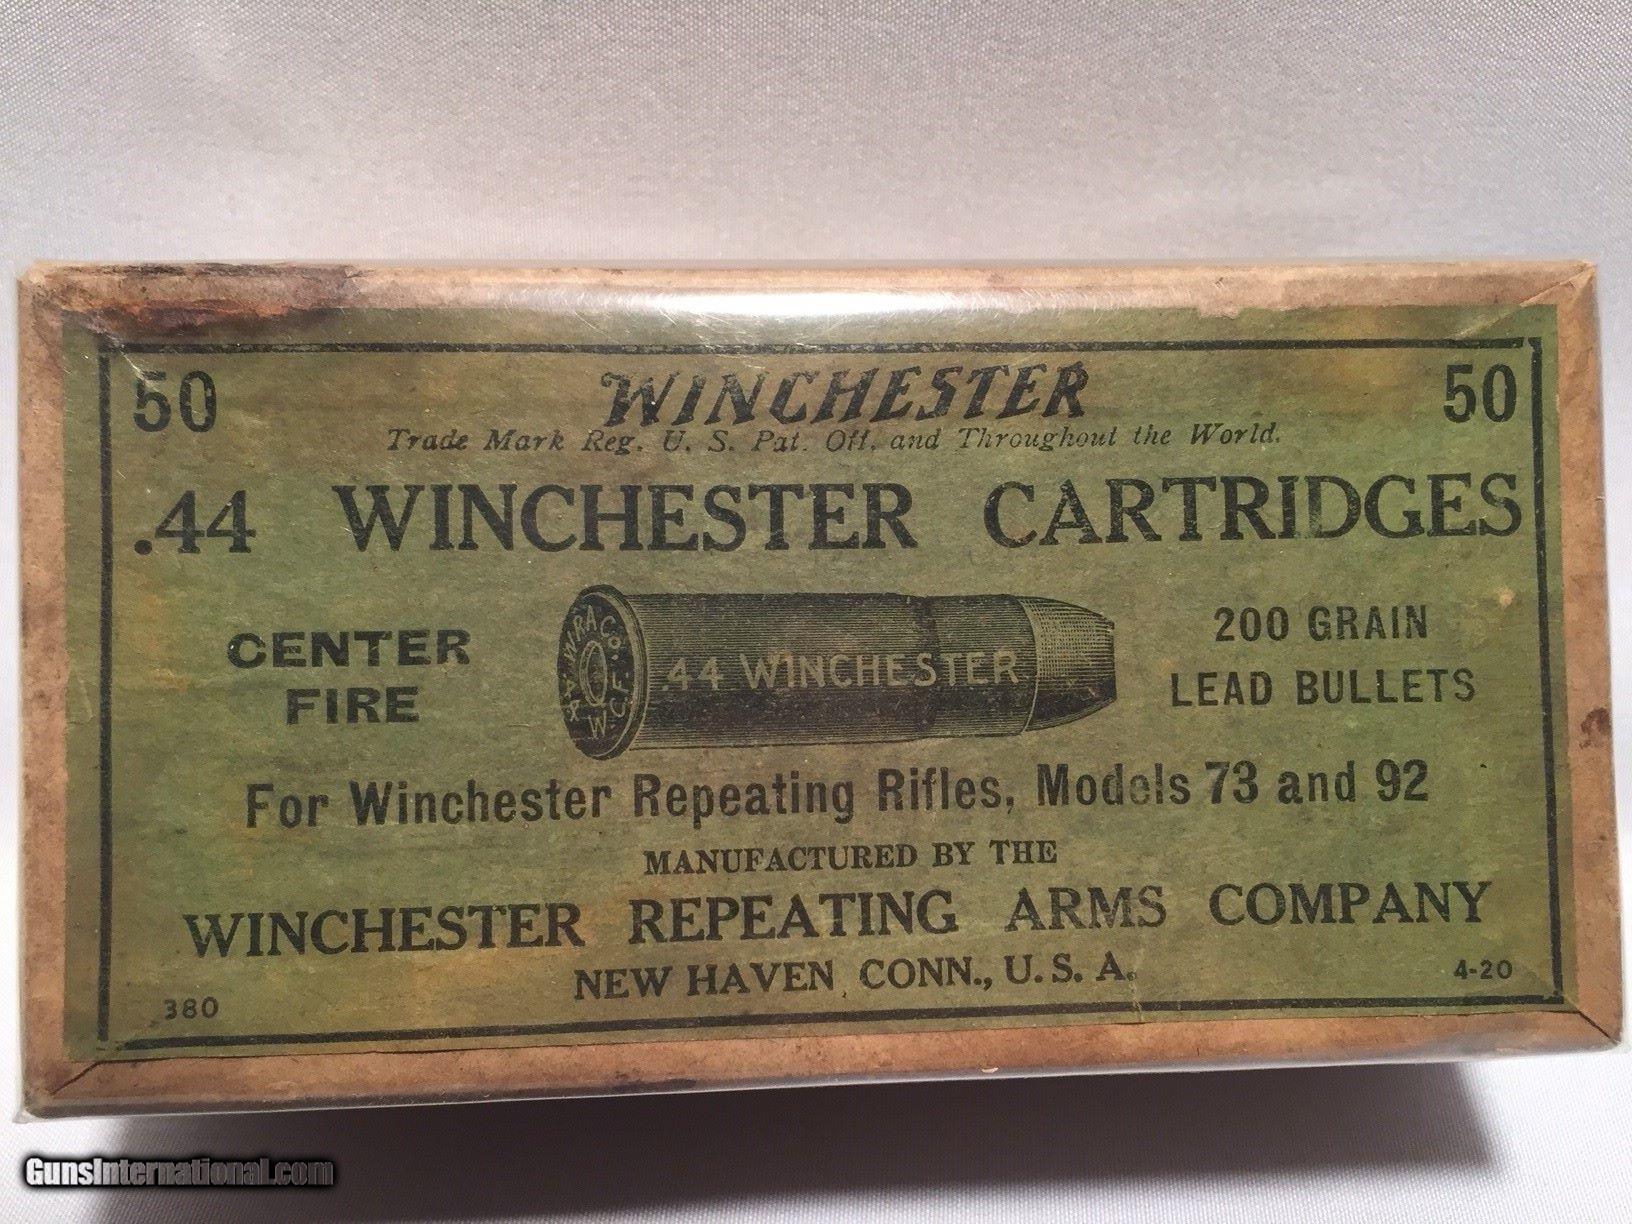 50 WINCHESTER 50
Trade Mark Reg. U. S. Pat. Off. and Throughout the World.
.44 WINCHESTER CARTRIDGES
CENTER
FIRE
W.R.A.Co.
.44 WINCHESTER
.44 W.C.F.
200 GRAIN
LEAD BULLETS
For Winchester Repeating Rifles, Models 73 and 92
MANUFACTURED BY THE
WINCHESTER REPEATING ARMS COMPANY
NEW HAVEN, CONN., U. S. A.
380
4-20
GunsInternational.com